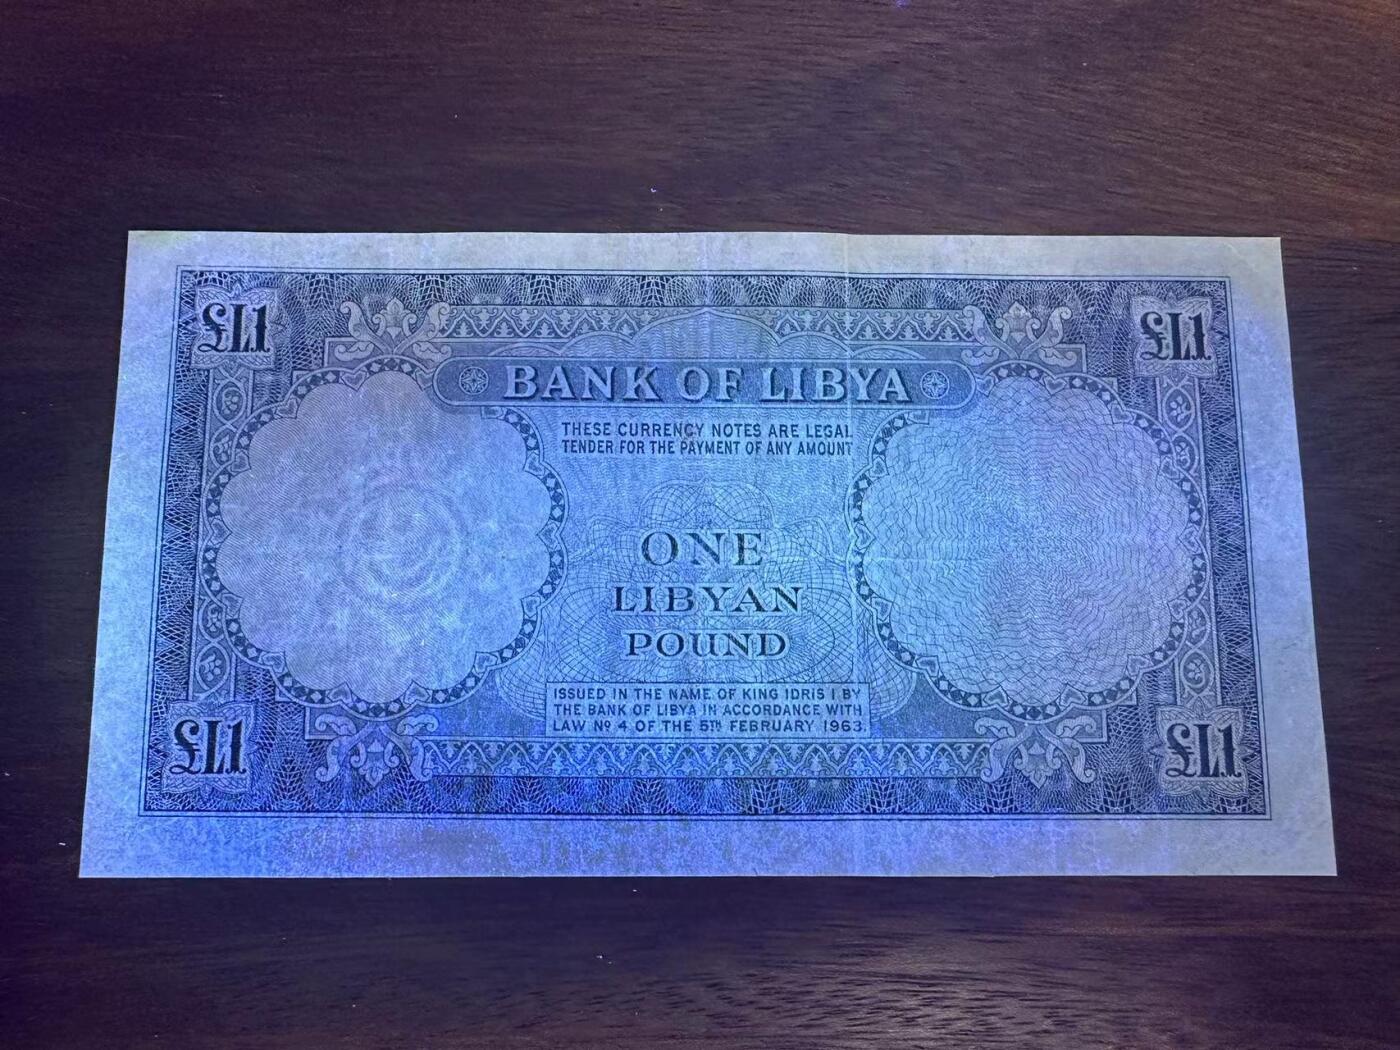 £L1
£L1
BANK OF LIBYA
THESE CURRENCY NOTES ARE LEGAL
TENDER FOR THE PAYMENT OF ANY AMOUNT
ONE
LIBYAN
POUND
ISSUED IN THE NAME OF KING IDRIS I BY
THE BANK OF LIBYA IN ACCORDANCE WITH
LAW Nº 4 OF THE 5TH FEBRUARY 1963.
£L1
£L1